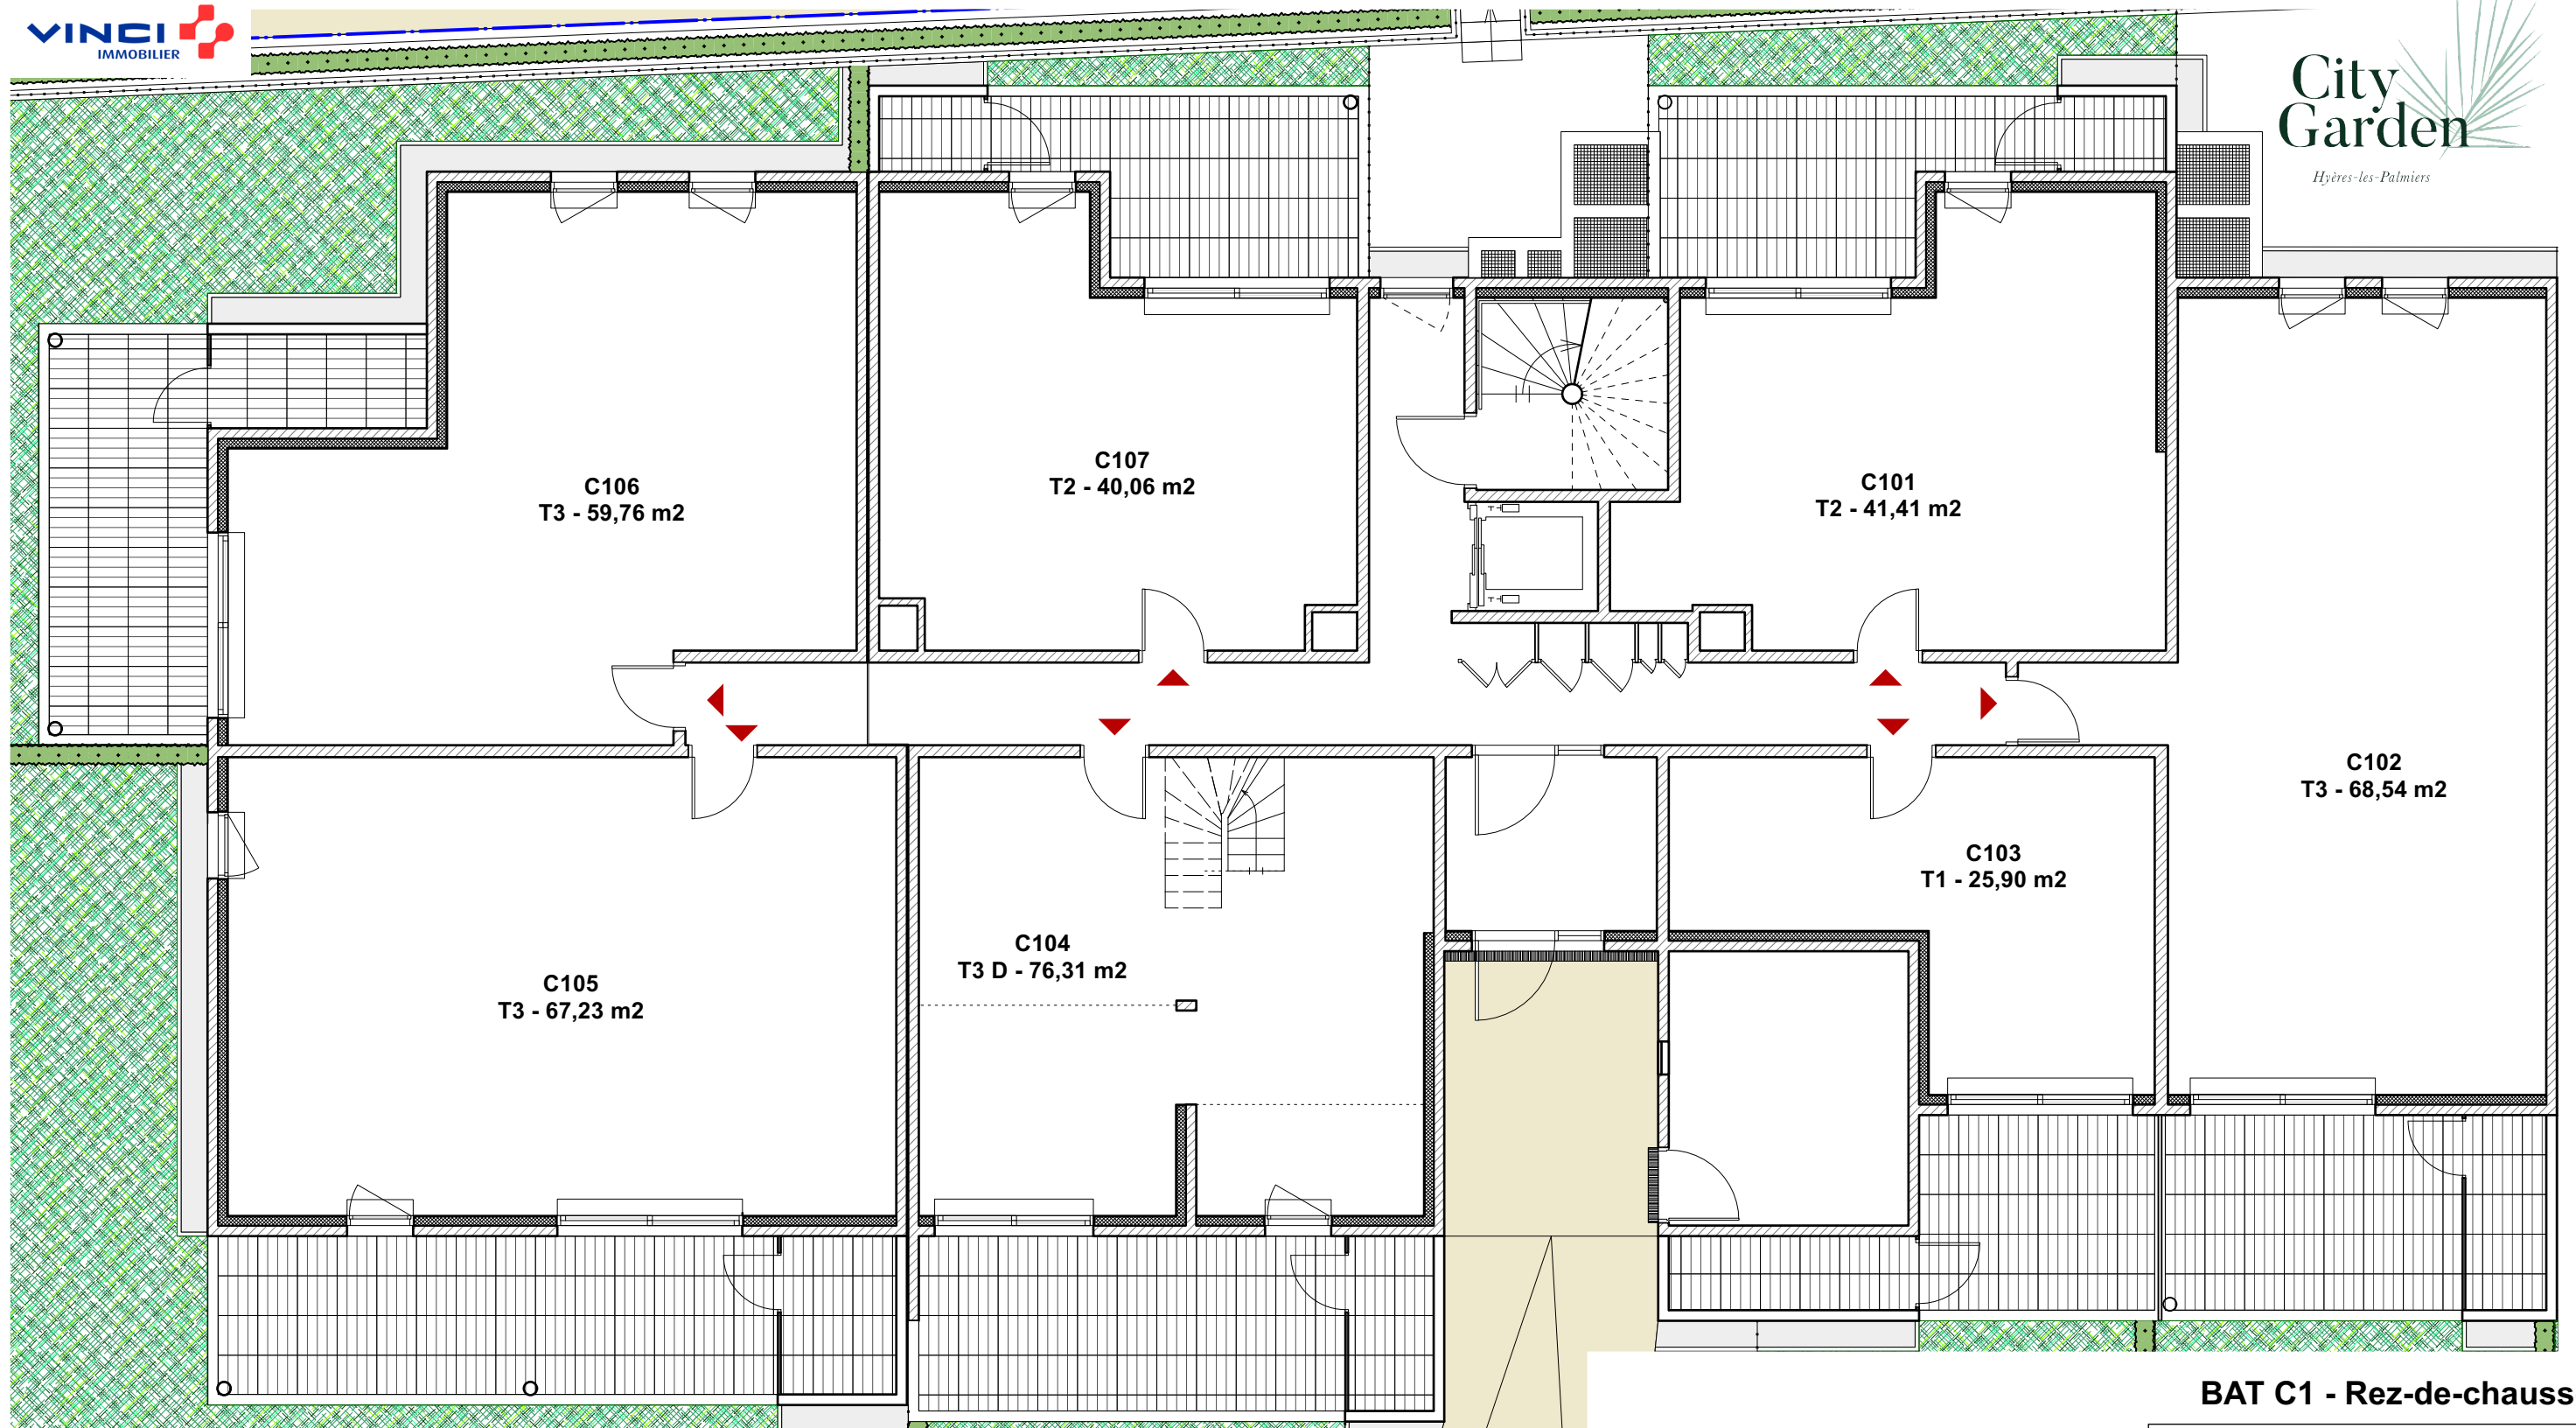 VINCI
IMMOBILIER
City
Garden
Hyères-les-Palmiers
C106
T3 - 59,76 m2
C107
T2 - 40,06 m2
C101
T2 - 41,41 m2
C102
T3 - 68,54 m2
C103
T1 - 25,90 m2
C104
T3 D - 76,31 m2
C105
T3 - 67,23 m2
BAT C1 - Rez-de-chauss